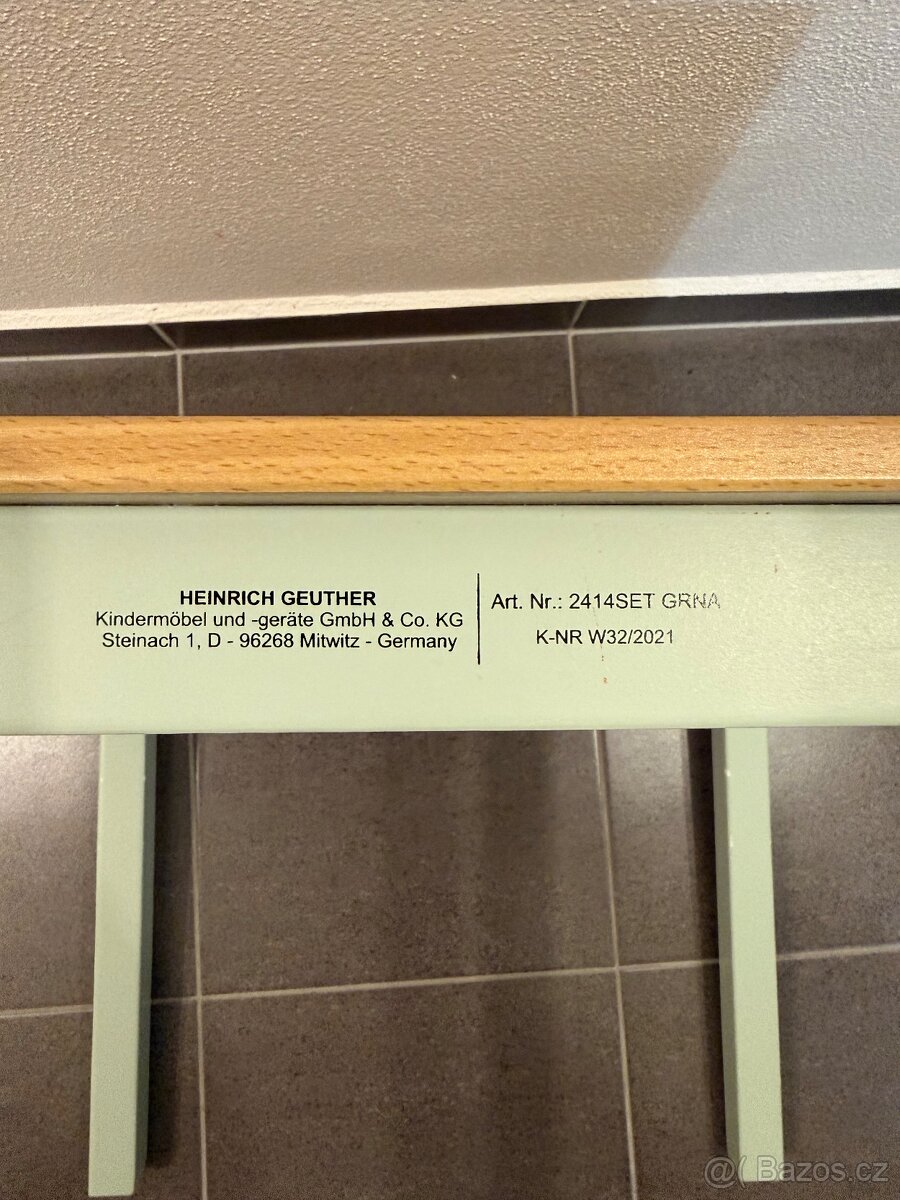 HEINRICH GEUTHER
Kindermöbel und -geräte GmbH & Co. KG
Steinach 1, D - 96268 Mitwitz - Germany
Art. Nr.: 2414SET GRNA
K-NR W32/2021
@( Bazos.cz